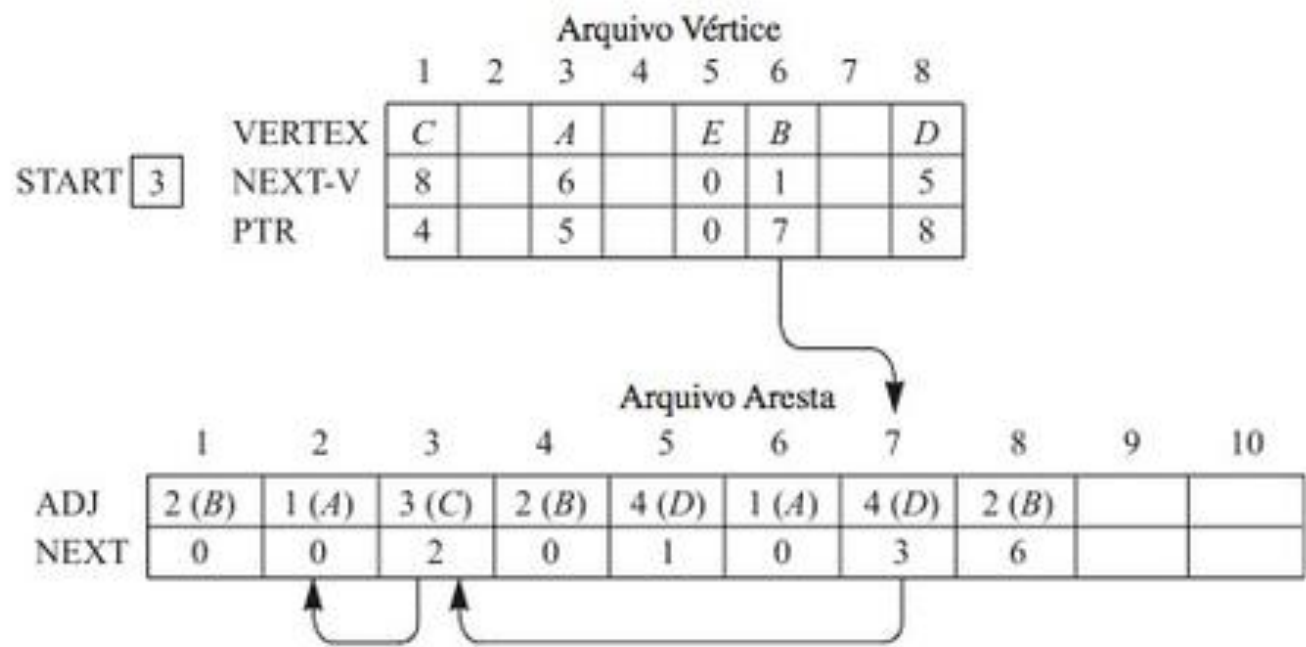 Arquivo Vértice
1 2 3 4 5 6 7 8
VERTEX C A E B D
START 3 NEXT-V 8 6 0 1 5
PTR 4 5 0 7 8
Arquivo Aresta
1 2 3 4 5 6 7 8 9 10
ADJ 2 (B) 1 (A) 3 (C) 2 (B) 4 (D) 1 (A) 4 (D) 2 (B)
NEXT 0 0 2 0 1 0 3 6